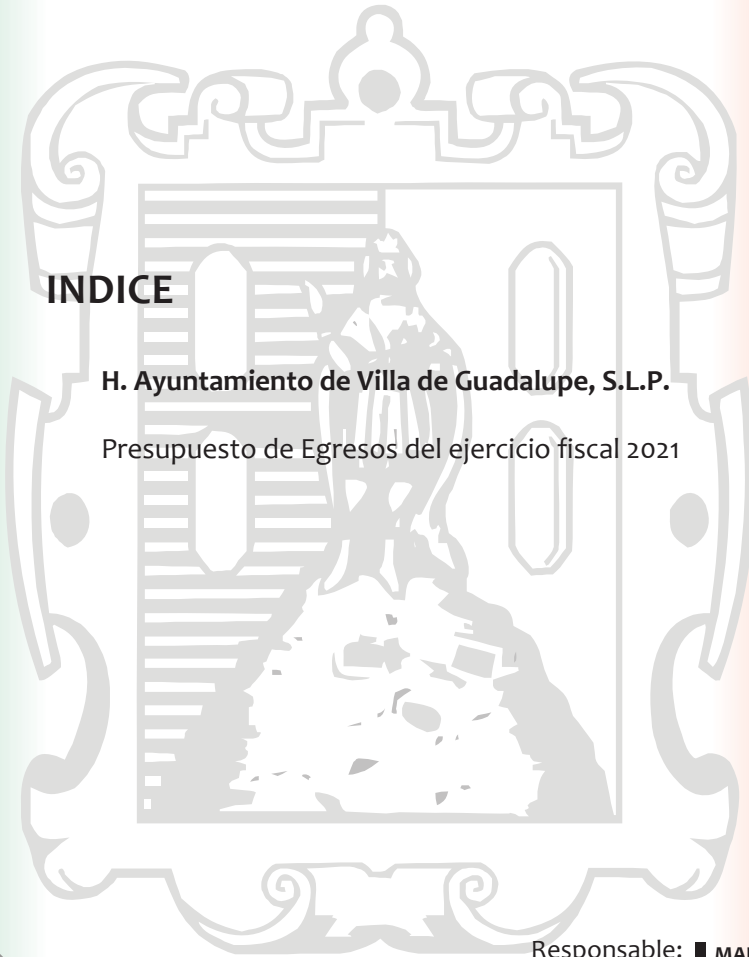 INDICE
H. Ayuntamiento de Villa de Guadalupe, S.L.P.
Presupuesto de Egresos del ejercicio fiscal 2021
Responsable: